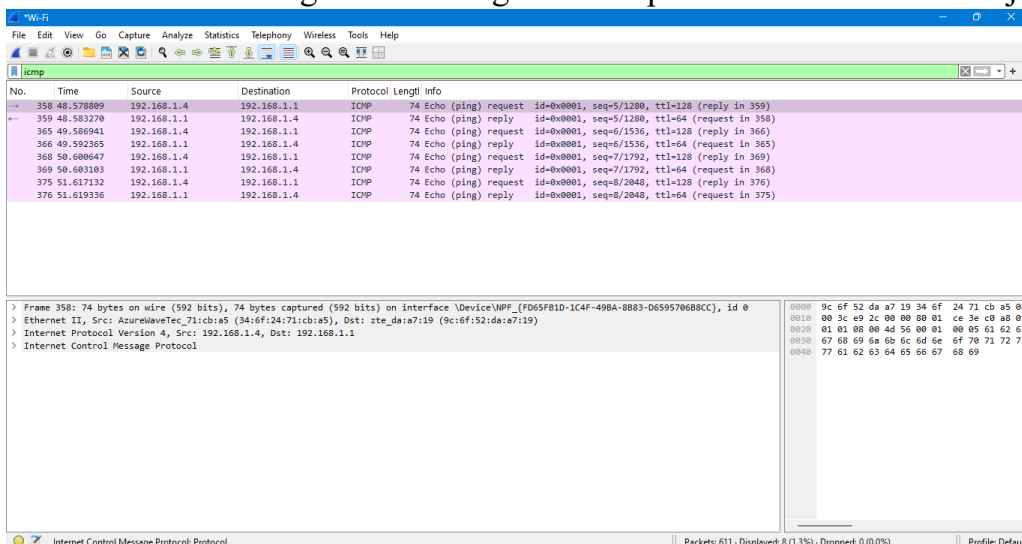 *Wi-Fi
File Edit View Go Capture Analyze Statistics Telephony Wireless Tools Help
icmp
No. Time Source Destination Protocol Lengtl Info
358 48.578809 192.168.1.4 192.168.1.1 ICMP 74 Echo (ping) request id=0x0001, seq=5/1280, ttl=128 (reply in 359)
359 48.583270 192.168.1.1 192.168.1.4 ICMP 74 Echo (ping) reply id=0x0001, seq=5/1280, ttl=64 (request in 358)
365 49.586941 192.168.1.4 192.168.1.1 ICMP 74 Echo (ping) request id=0x0001, seq=6/1536, ttl=128 (reply in 366)
366 49.592365 192.168.1.1 192.168.1.4 ICMP 74 Echo (ping) reply id=0x0001, seq=6/1536, ttl=64 (request in 365)
368 50.600647 192.168.1.4 192.168.1.1 ICMP 74 Echo (ping) request id=0x0001, seq=7/1792, ttl=128 (reply in 369)
369 50.603103 192.168.1.1 192.168.1.4 ICMP 74 Echo (ping) reply id=0x0001, seq=7/1792, ttl=64 (request in 368)
375 51.617132 192.168.1.4 192.168.1.1 ICMP 74 Echo (ping) request id=0x0001, seq=8/2048, ttl=128 (reply in 376)
376 51.619336 192.168.1.1 192.168.1.4 ICMP 74 Echo (ping) reply id=0x0001, seq=8/2048, ttl=64 (request in 375)
> Frame 358: 74 bytes on wire (592 bits), 74 bytes captured (592 bits) on interface \Device\NPF_{FD65FB1D-1C4F-49BA-8B83-D6595706B8CC}, id 0
> Ethernet II, Src: AzureWaveTec_71:cb:a5 (34:6f:24:71:cb:a5), Dst: zte_da:a7:19 (9c:6f:52:da:a7:19)
> Internet Protocol Version 4, Src: 192.168.1.4, Dst: 192.168.1.1
> Internet Control Message Protocol
0000 9c 6f 52 da a7 19 34 6f 24 71 cb a5
0010 00 3c e9 2c 00 00 80 01 ce 3e c0 a8
0020 01 01 08 00 4d 56 00 01 00 05 61 62
0030 67 68 69 6a 6b 6c 6d 6e 6f 70 71 72
0040 77 61 62 63 64 65 66 67 68 69
Internet Control Message Protocol: Protocol
Packets: 611 · Displayed: 8 (1.3%) · Dropped: 0 (0.0%)
Profile: